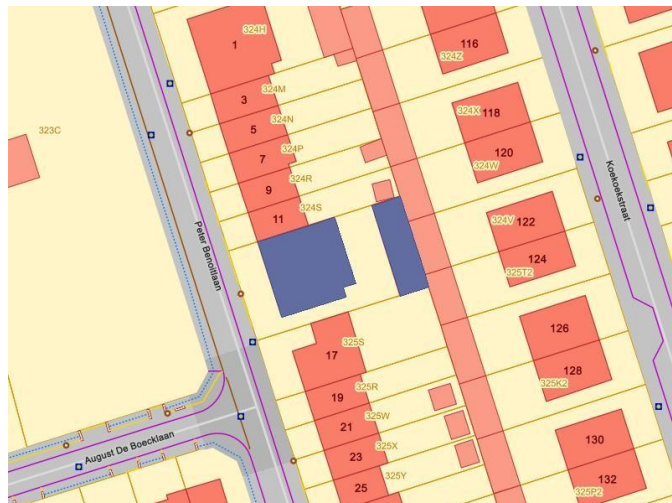 324H
1
116
324Z
324M
3
324N
5
324X
118
323C
324P
7
120
324W
324R
9
324S
11
Koekoekstraat
324V
122
Peter Benoitlaan
124
325T2
126
17
325S
128
325K2
325R
19
325W
21
August De Boecklaan
325X
23
130
325Y
25
132
325P2